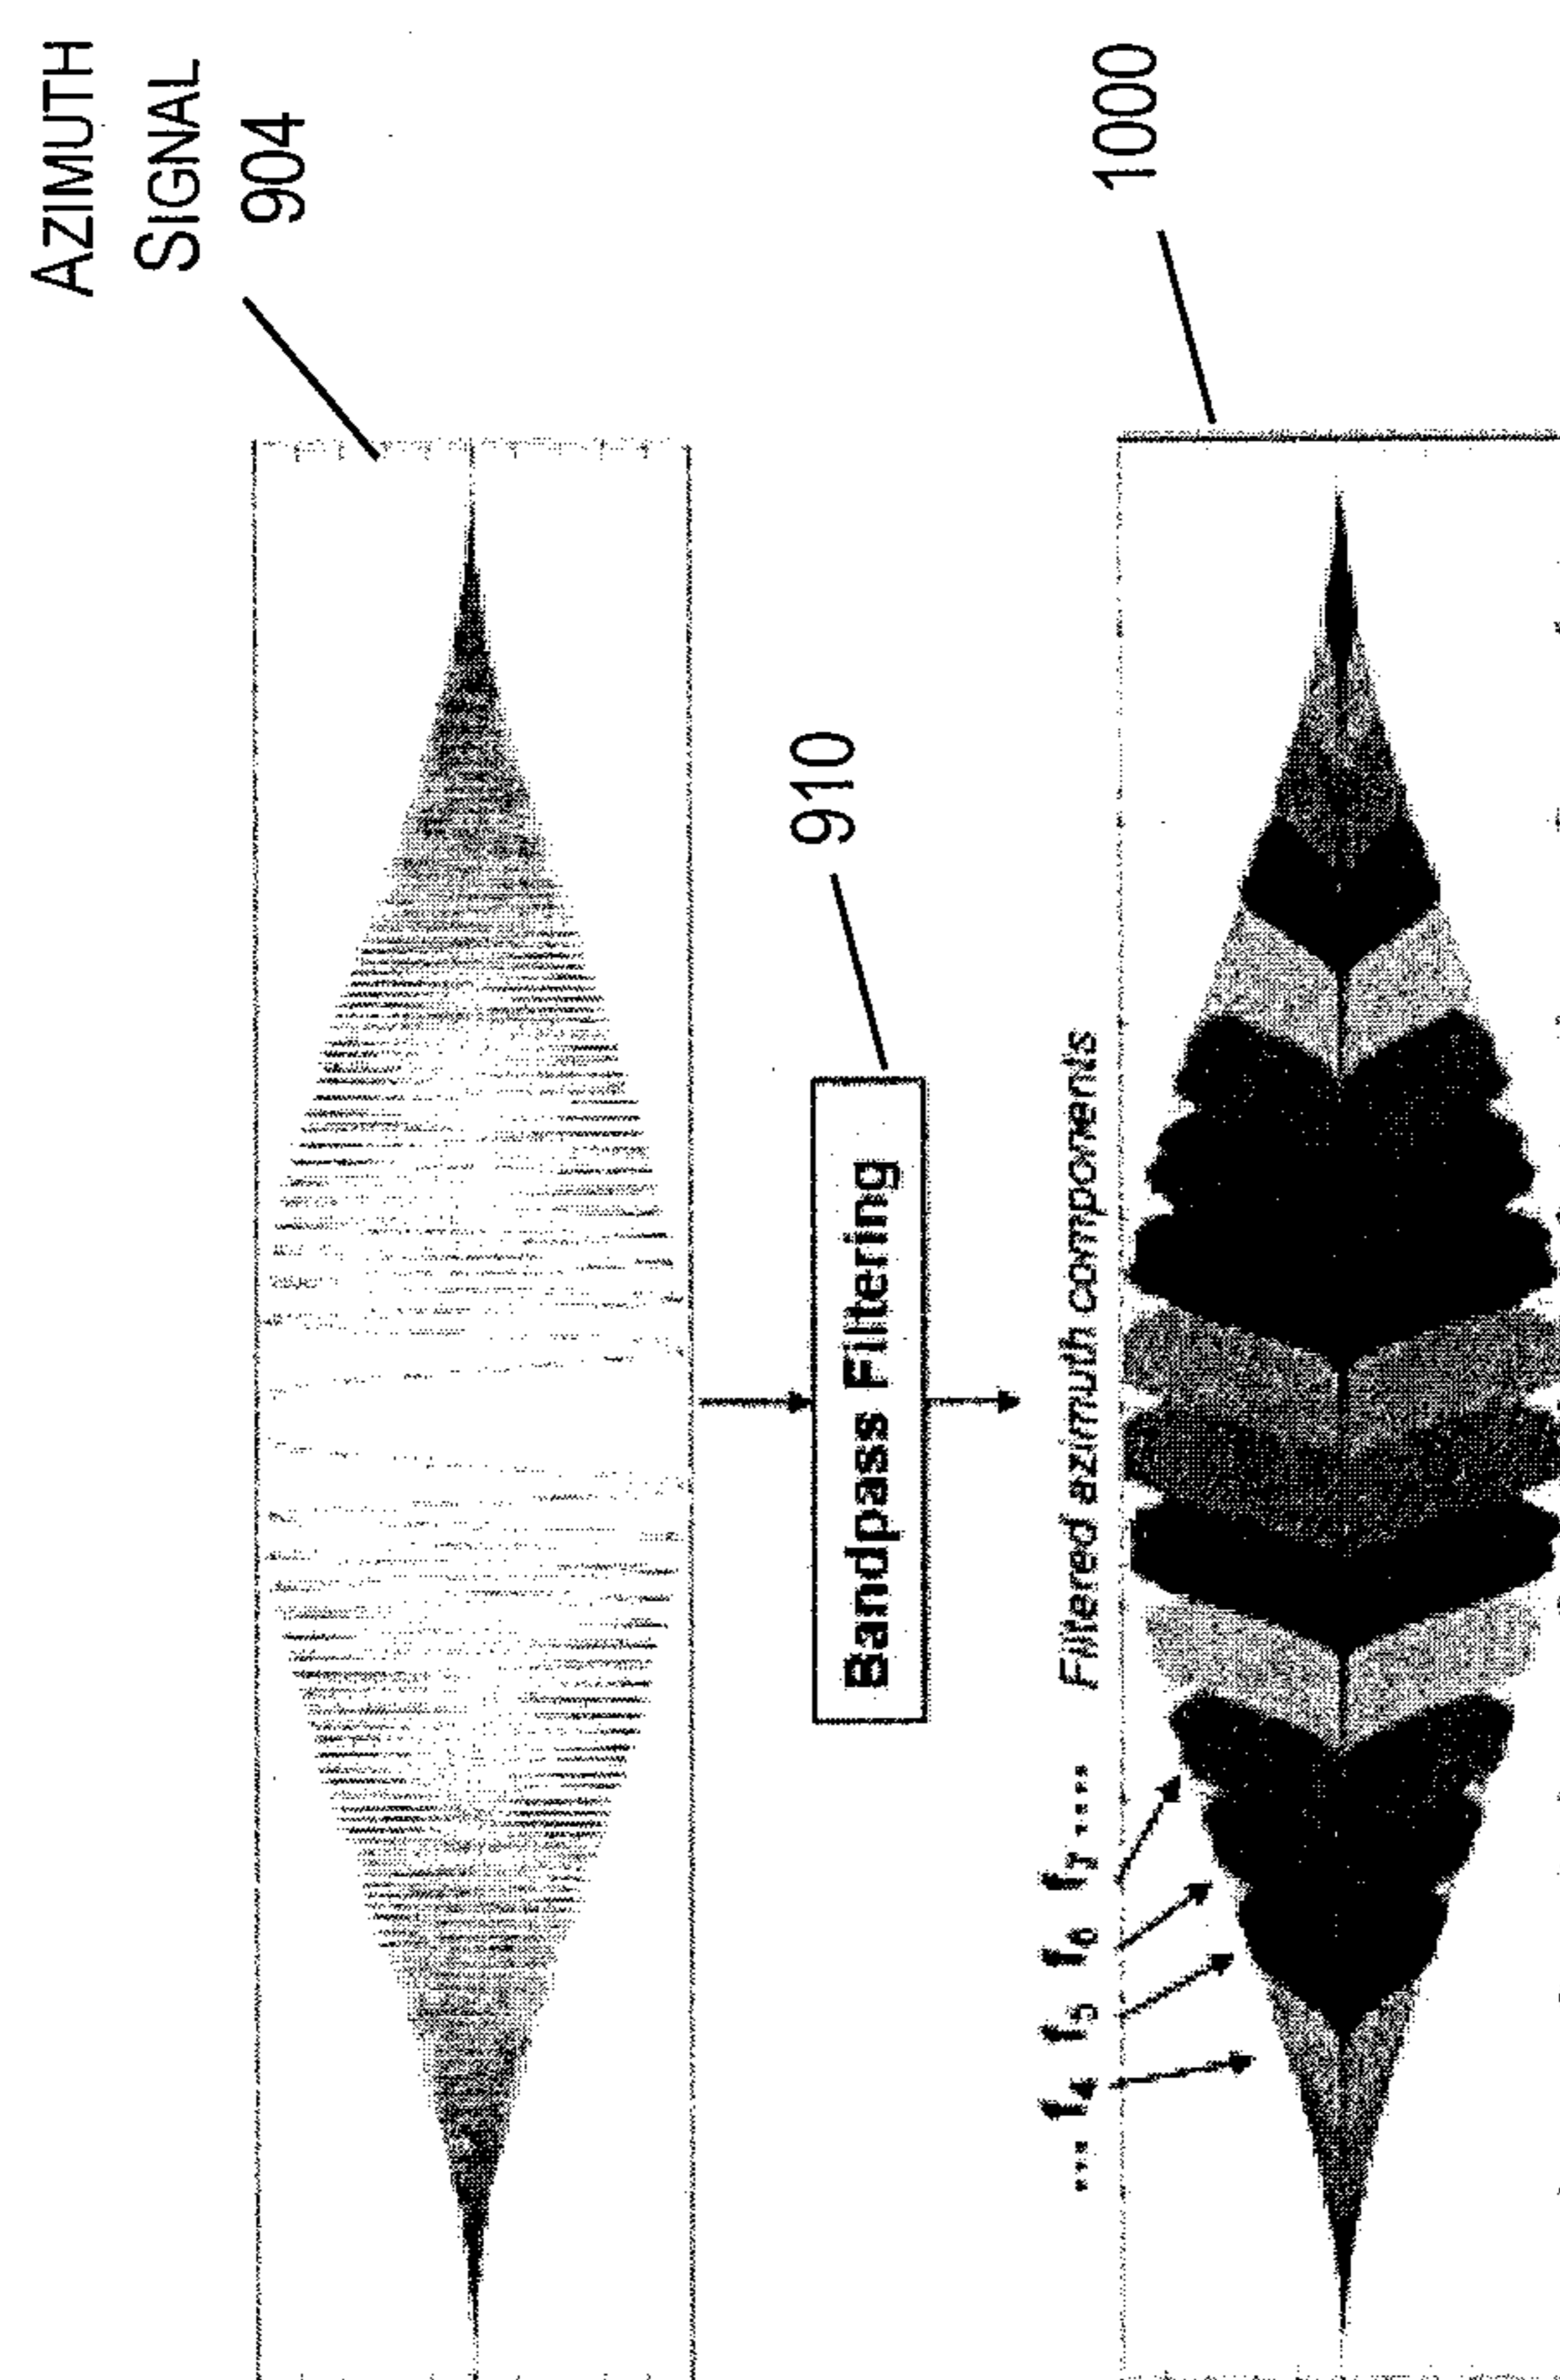 AZIMUTH
SIGNAL
904
910
Bandpass Filtering
.... f4 f5 f6 f7 .... Filtered azimuth components
1000